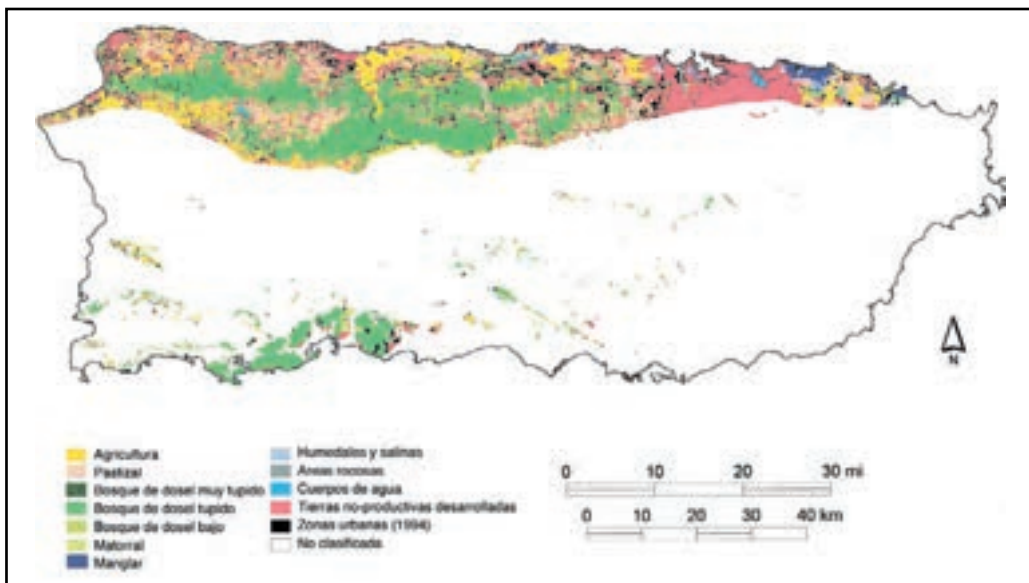 N
Agricultura
Pastizal
Bosque de dosel muy tupido
Bosque de dosel tupido
Bosque de dosel bajo
Matorral
Manglar
Humedales y salinas
Areas rocosas
Cuerpos de agua
Tierras no-productivas desarrolladas
Zonas urbanas (1994)
No clasificada
0 10 20 30 mi
0 10 20 30 40 km